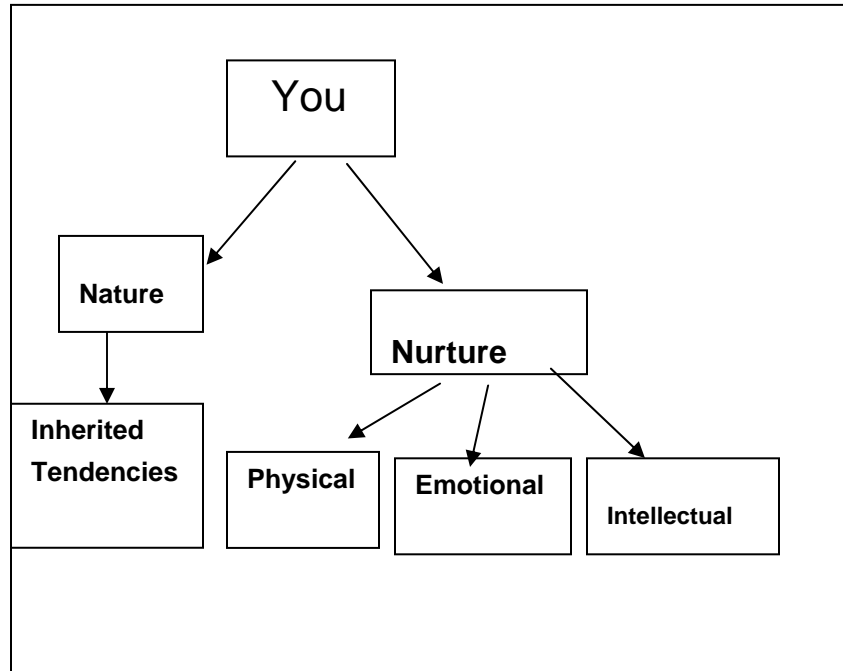 You
Nature
Nurture
Inherited
Tendencies
Physical
Emotional
Intellectual